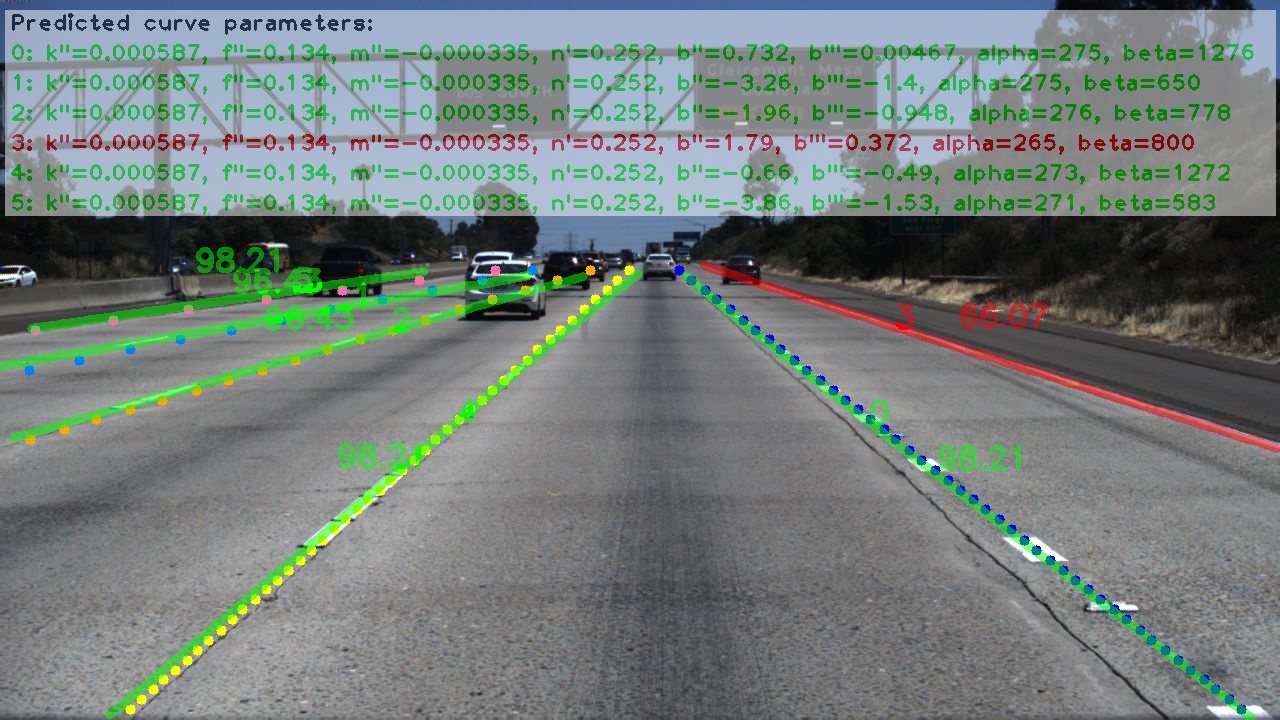 Predicted curve parameters:
0: k''=0.000587, f''=0.134, m''=−0.000335, n'=0.252, b''=0.732, b'''=0.00467, alpha=275, beta=1276
1: k''=0.000587, f''=0.134, m''=−0.000335, n'=0.252, b''=−3.26, b'''=−1.4, alpha=275, beta=650
2: k''=0.000587, f''=0.134, m''=−0.000335, n'=0.252, b''=−1.96, b'''=−0.948, alpha=276, beta=778
3: k''=0.000587, f''=0.134, m''=−0.000335, n'=0.252, b''=1.79, b'''=0.372, alpha=265, beta=800
4: k''=0.000587, f''=0.134, m''=−0.000335, n'=0.252, b''=−0.66, b'''=−0.49, alpha=273, beta=1272
5: k''=0.000587, f''=0.134, m''=−0.000335, n'=0.252, b''=−3.86, b'''=−1.53, alpha=271, beta=583
Clairemont Mesa
98.21
5
1
96.43 2
3 66.07
0
4
98.21
98.21